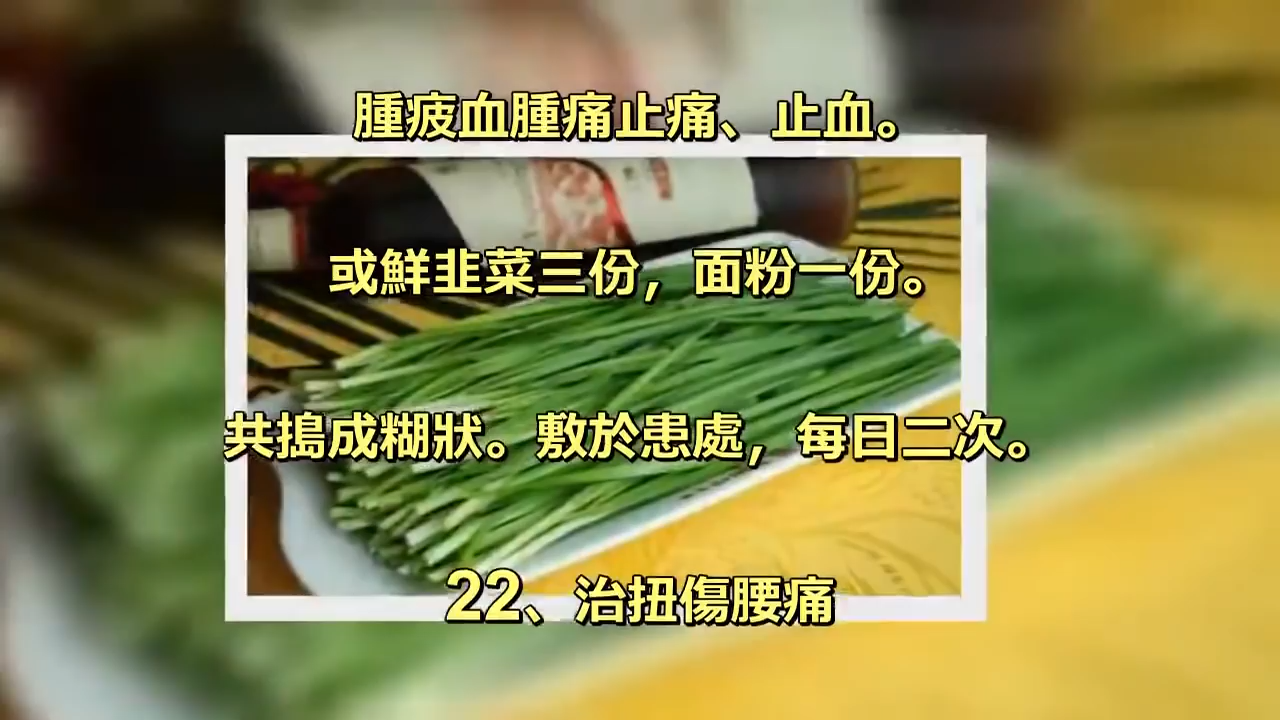 腫疲血腫痛止痛、止血。
或鮮韭菜三份，面粉一份。
共搗成糊狀。敷於患處，每日二次。
22、治扭傷腰痛